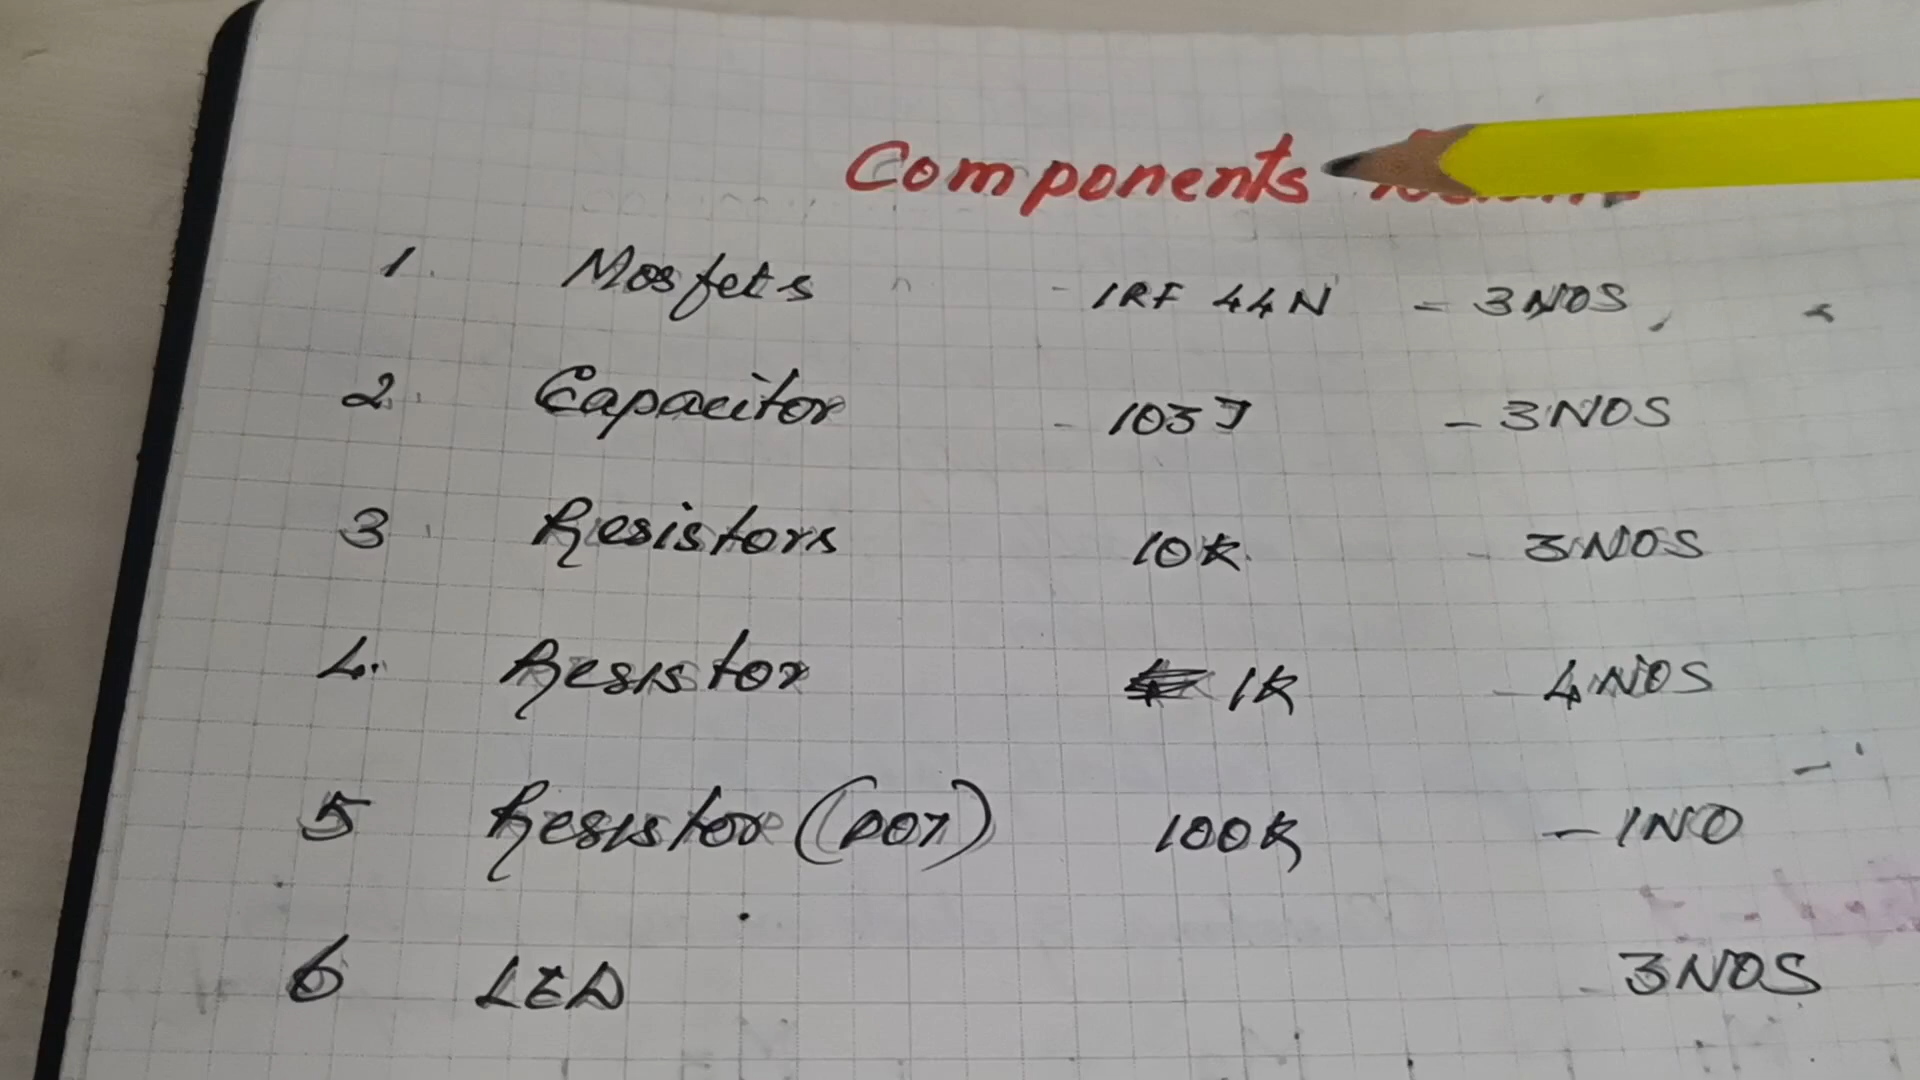 Components
1. Mosfets - IRF 44N - 3NOS
2. Capacitor - 103J - 3NOS
3. Resistors 10K - 3NOS
4. Resistor 1K - 4NOS
5 Resistor (POT) 100K - 1NO
6 LED - 3NOS